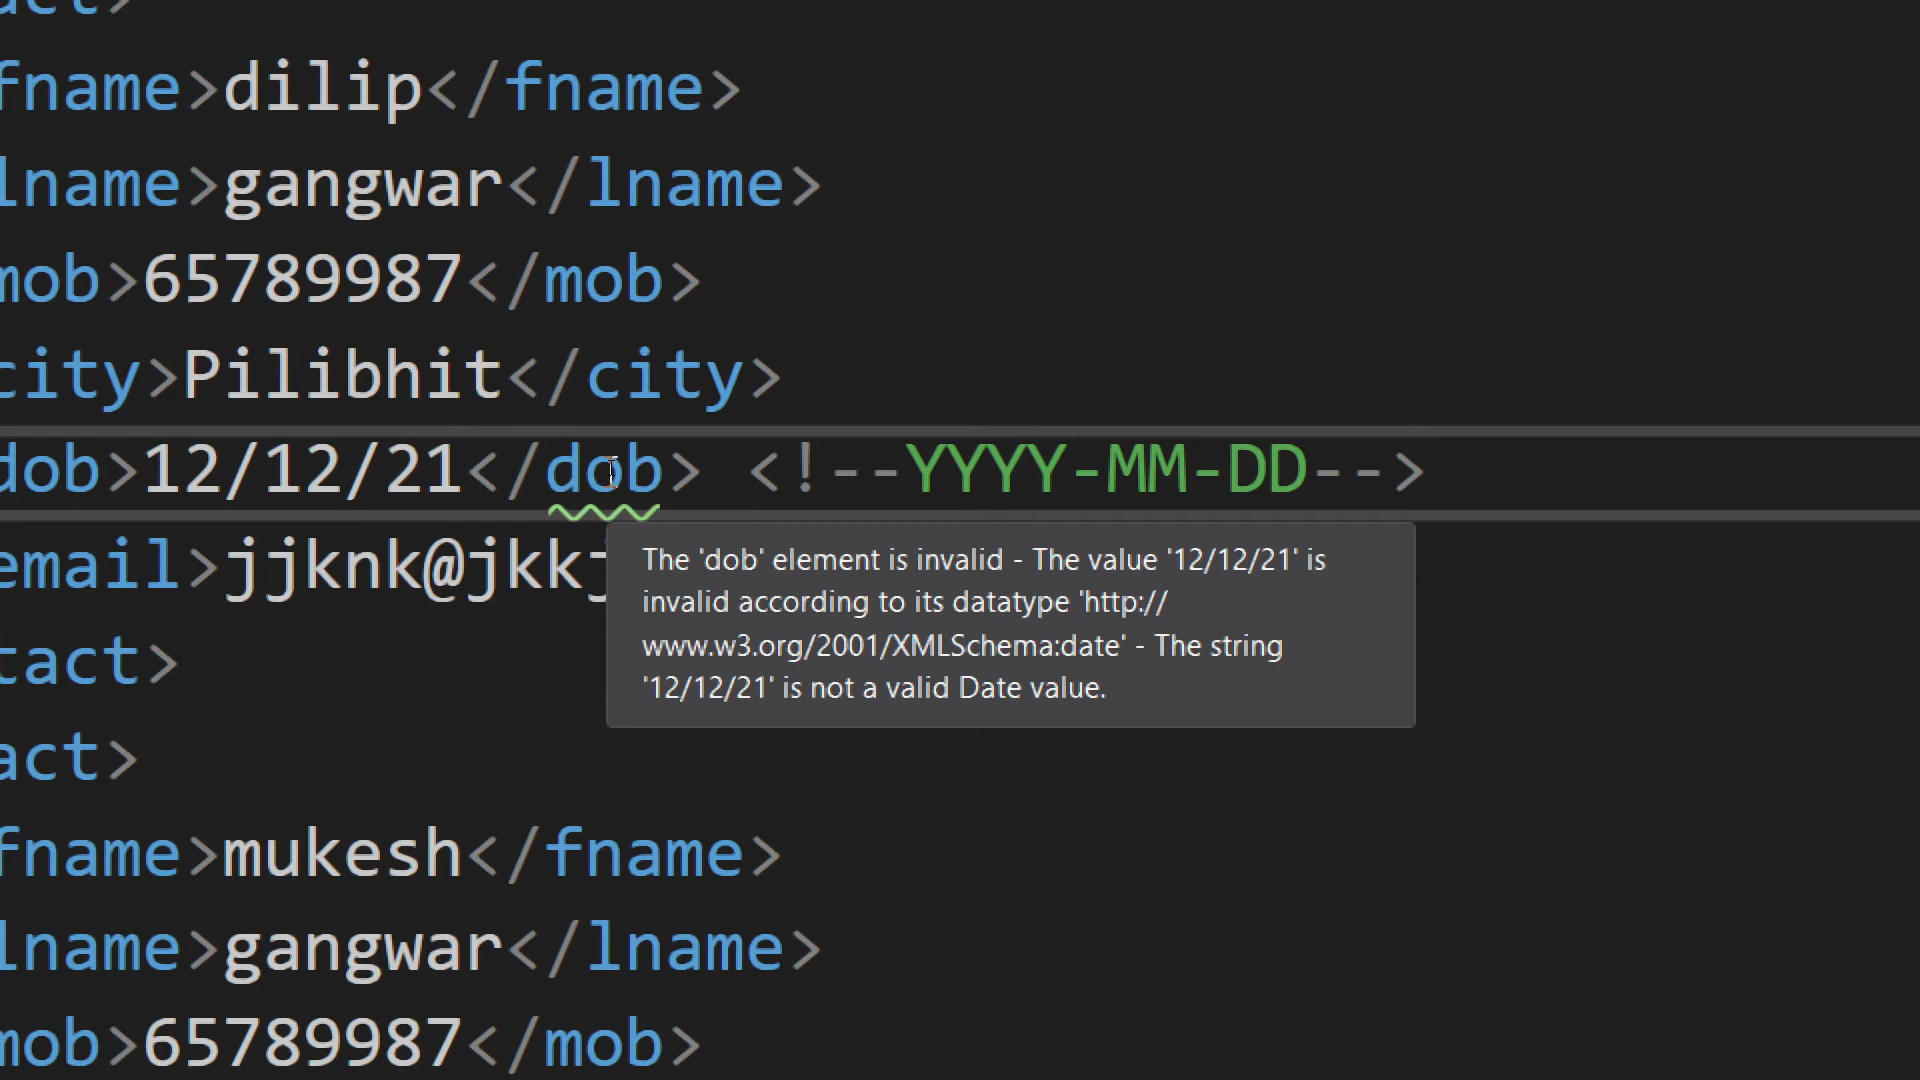 act>
fname>dilip</fname>
lname>gangwar</lname>
mob>65789987</mob>
city>Pilibhit</city>
dob>12/12/21</dob> <!--YYYY-MM-DD-->
email>jjknk@jkkj
The 'dob' element is invalid - The value '12/12/21' is
invalid according to its datatype 'http://
www.w3.org/2001/XMLSchema:date' - The string
'12/12/21' is not a valid Date value.
tact>
act>
fname>mukesh</fname>
lname>gangwar</lname>
mob>65789987</mob>